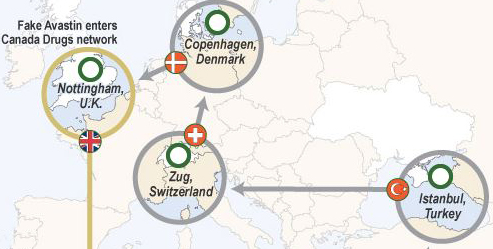 Fake Avastin enters
Canada Drugs network
Copenhagen,
Denmark
Nottingham,
U.K.
Zug,
Switzerland
Istanbul,
Turkey